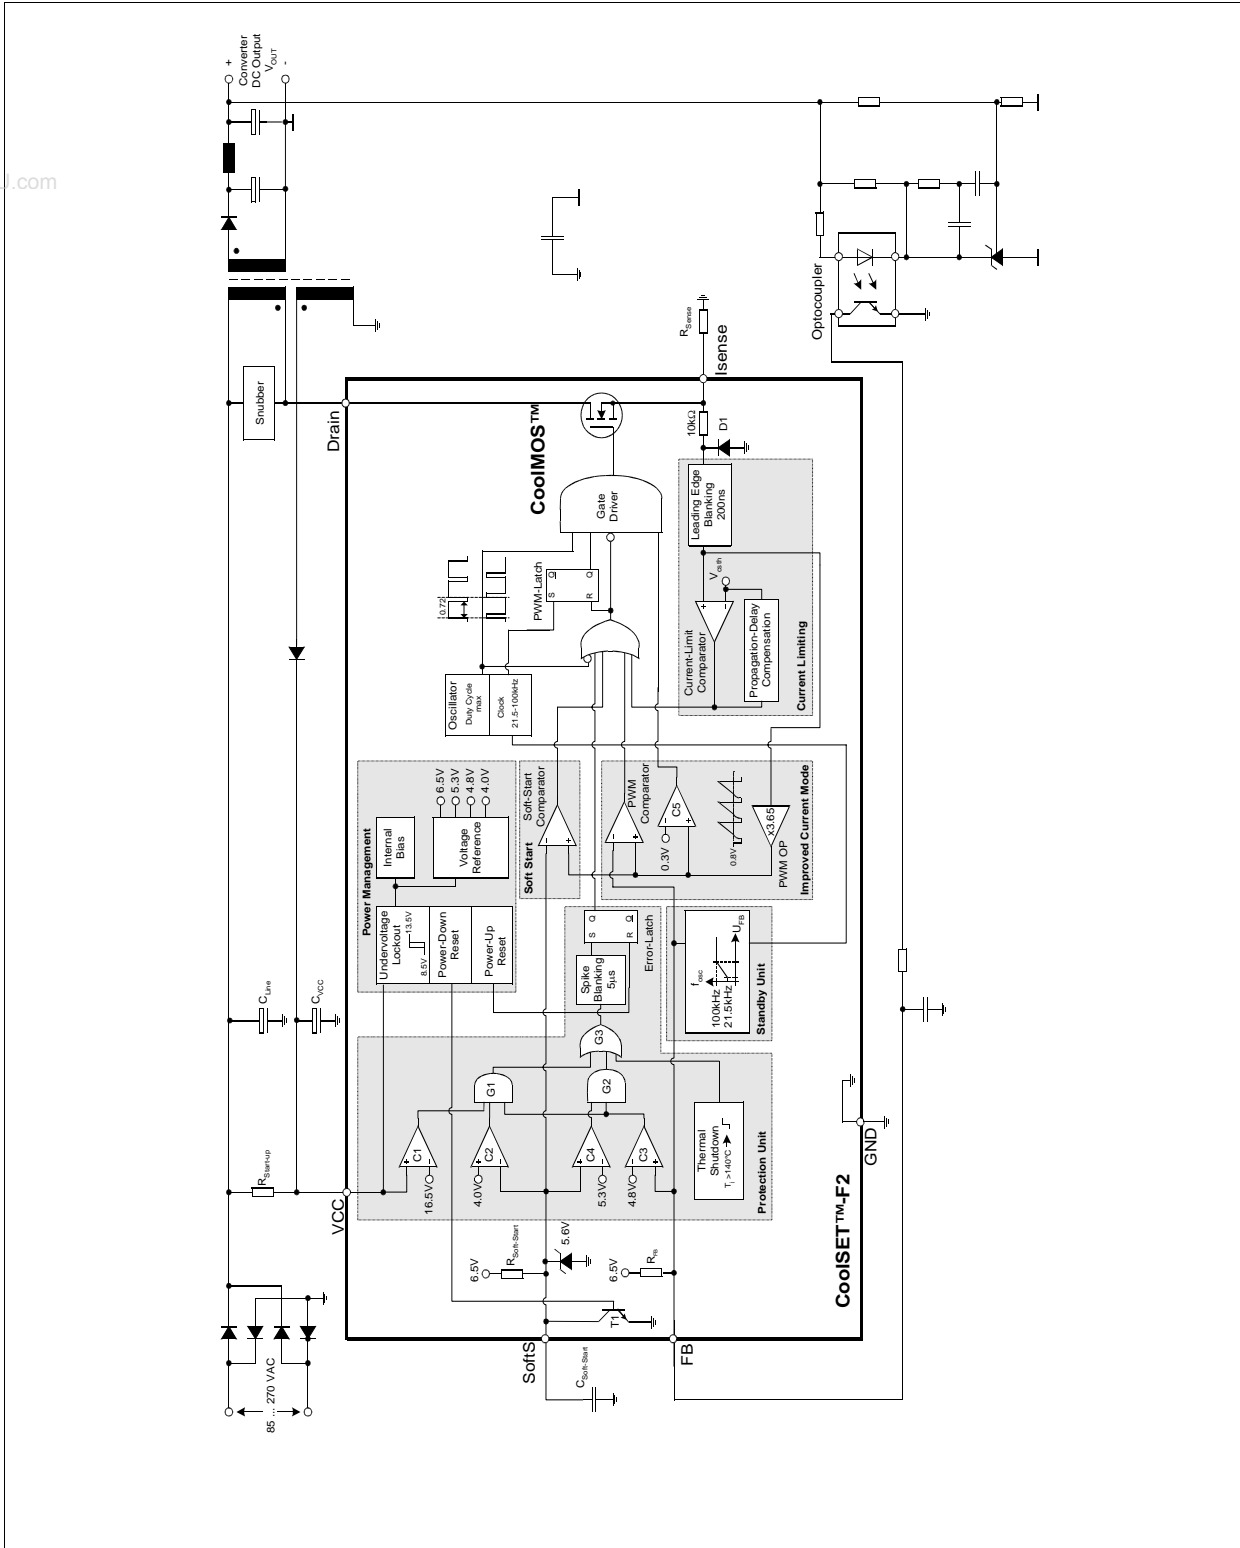 J.com
+
Converter
DC Output
VOUT
-
Snubber
Drain
CoolMOS™
Gate
Driver
Isense
RSense
10kΩ
D1
Optocoupler
0.72
PWM-Latch
S
Q
R
Q
Leading Edge
Blanking
200ns
Vcsth
Current-Limit
Comparator
Propagation-Delay
Compensation
Current Limiting
Oscillator
Duty Cycle
max
Clock
21.5-100kHz
Power Management
Internal
Bias
Voltage
Reference
6.5V
5.3V
4.8V
4.0V
Undervoltage
Lockout
13.5V
8.5V
Power-Down
Reset
Power-Up
Reset
Soft-Start
Comparator
Soft Start
PWM
Comparator
C5
0.3V
0.8V
x3.65
PWM OP
Improved Current Mode
CLine
CVCC
Spike
Blanking
5µs
S
Q
R
Q
Error-Latch
fosc
100kHz
21.5kHz
UFB
Standby Unit
G1
G2
G3
C1
C2
C4
C3
16.5V
4.0V
5.3V
4.8V
Thermal
Shutdown
Tj >140°C
Protection Unit
RStart-up
VCC
6.5V
RSoft-Start
5.6V
6.5V
RFB
T1
GND
CoolSET™-F2
85 ... 270 VAC
SoftS
CSoft-Start
FB